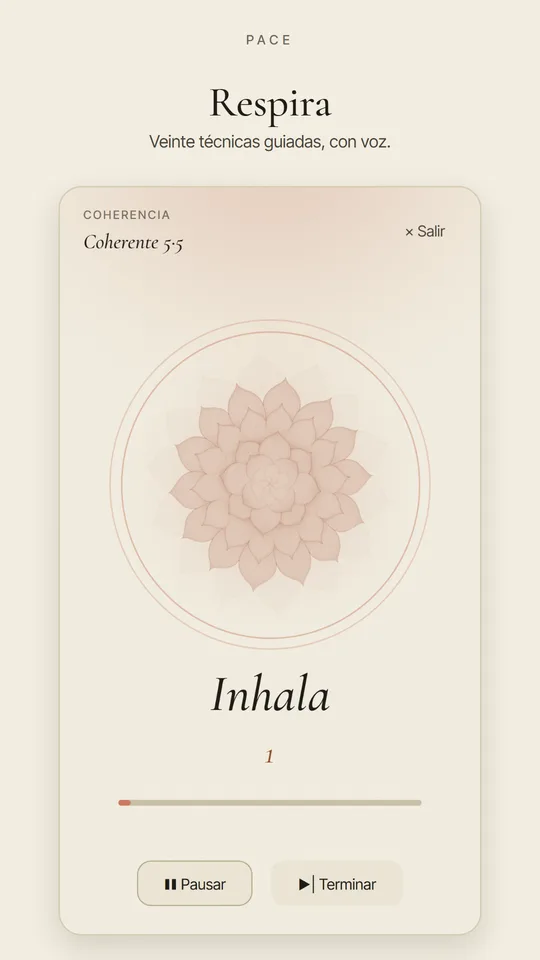 PACE
Respira
Veinte técnicas guiadas, con voz.
COHERENCIA
Coherente 5·5
× Salir
Inhala
1
Pausar
Terminar